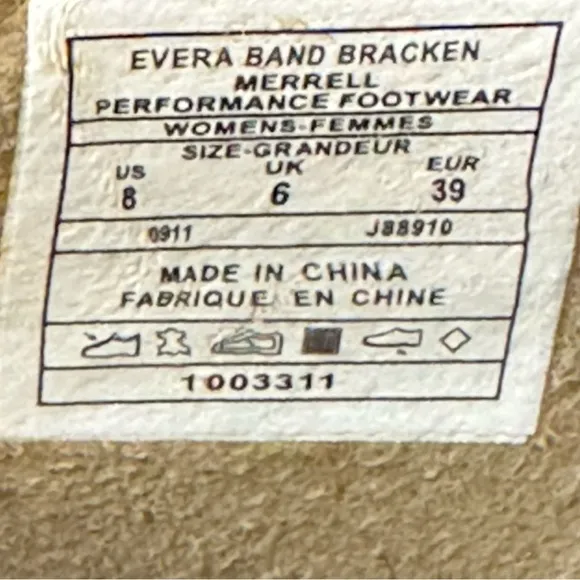 EVERA BAND BRACKEN
MERRELL
PERFORMANCE FOOTWEAR
WOMENS-FEMMES
SIZE-GRANDEUR
US UK EUR
8 6 39
0911 J88910
MADE IN CHINA
FABRIQUE EN CHINE
1003311